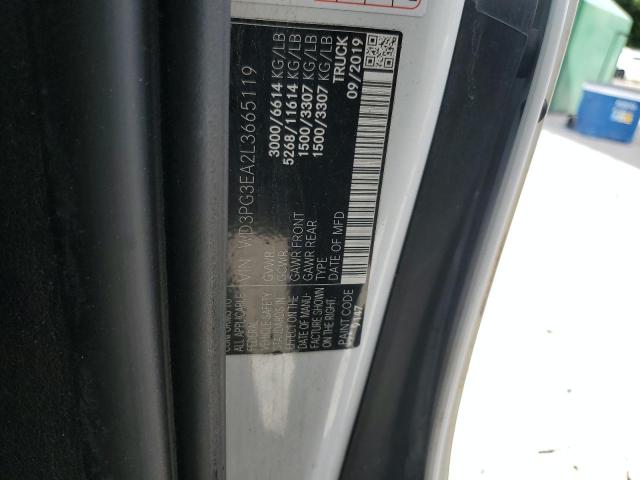 VIN WD3PG3EA2L3665119
GVWR 3000/6614 KG/LB
GCWR 5268/11614 KG/LB
GAWR FRONT 1500/3307 KG/LB
GAWR REAR 1500/3307 KG/LB
TYPE TRUCK
DATE OF MFD. 09/2019
ALL APPLICABLE
FEDERAL
VEHICLE SAFETY
STANDARDS IN
EFFECT ON THE
DATE OF MANU-
FACTURE SHOWN
ON THE RIGHT.
PAINT CODE
9147